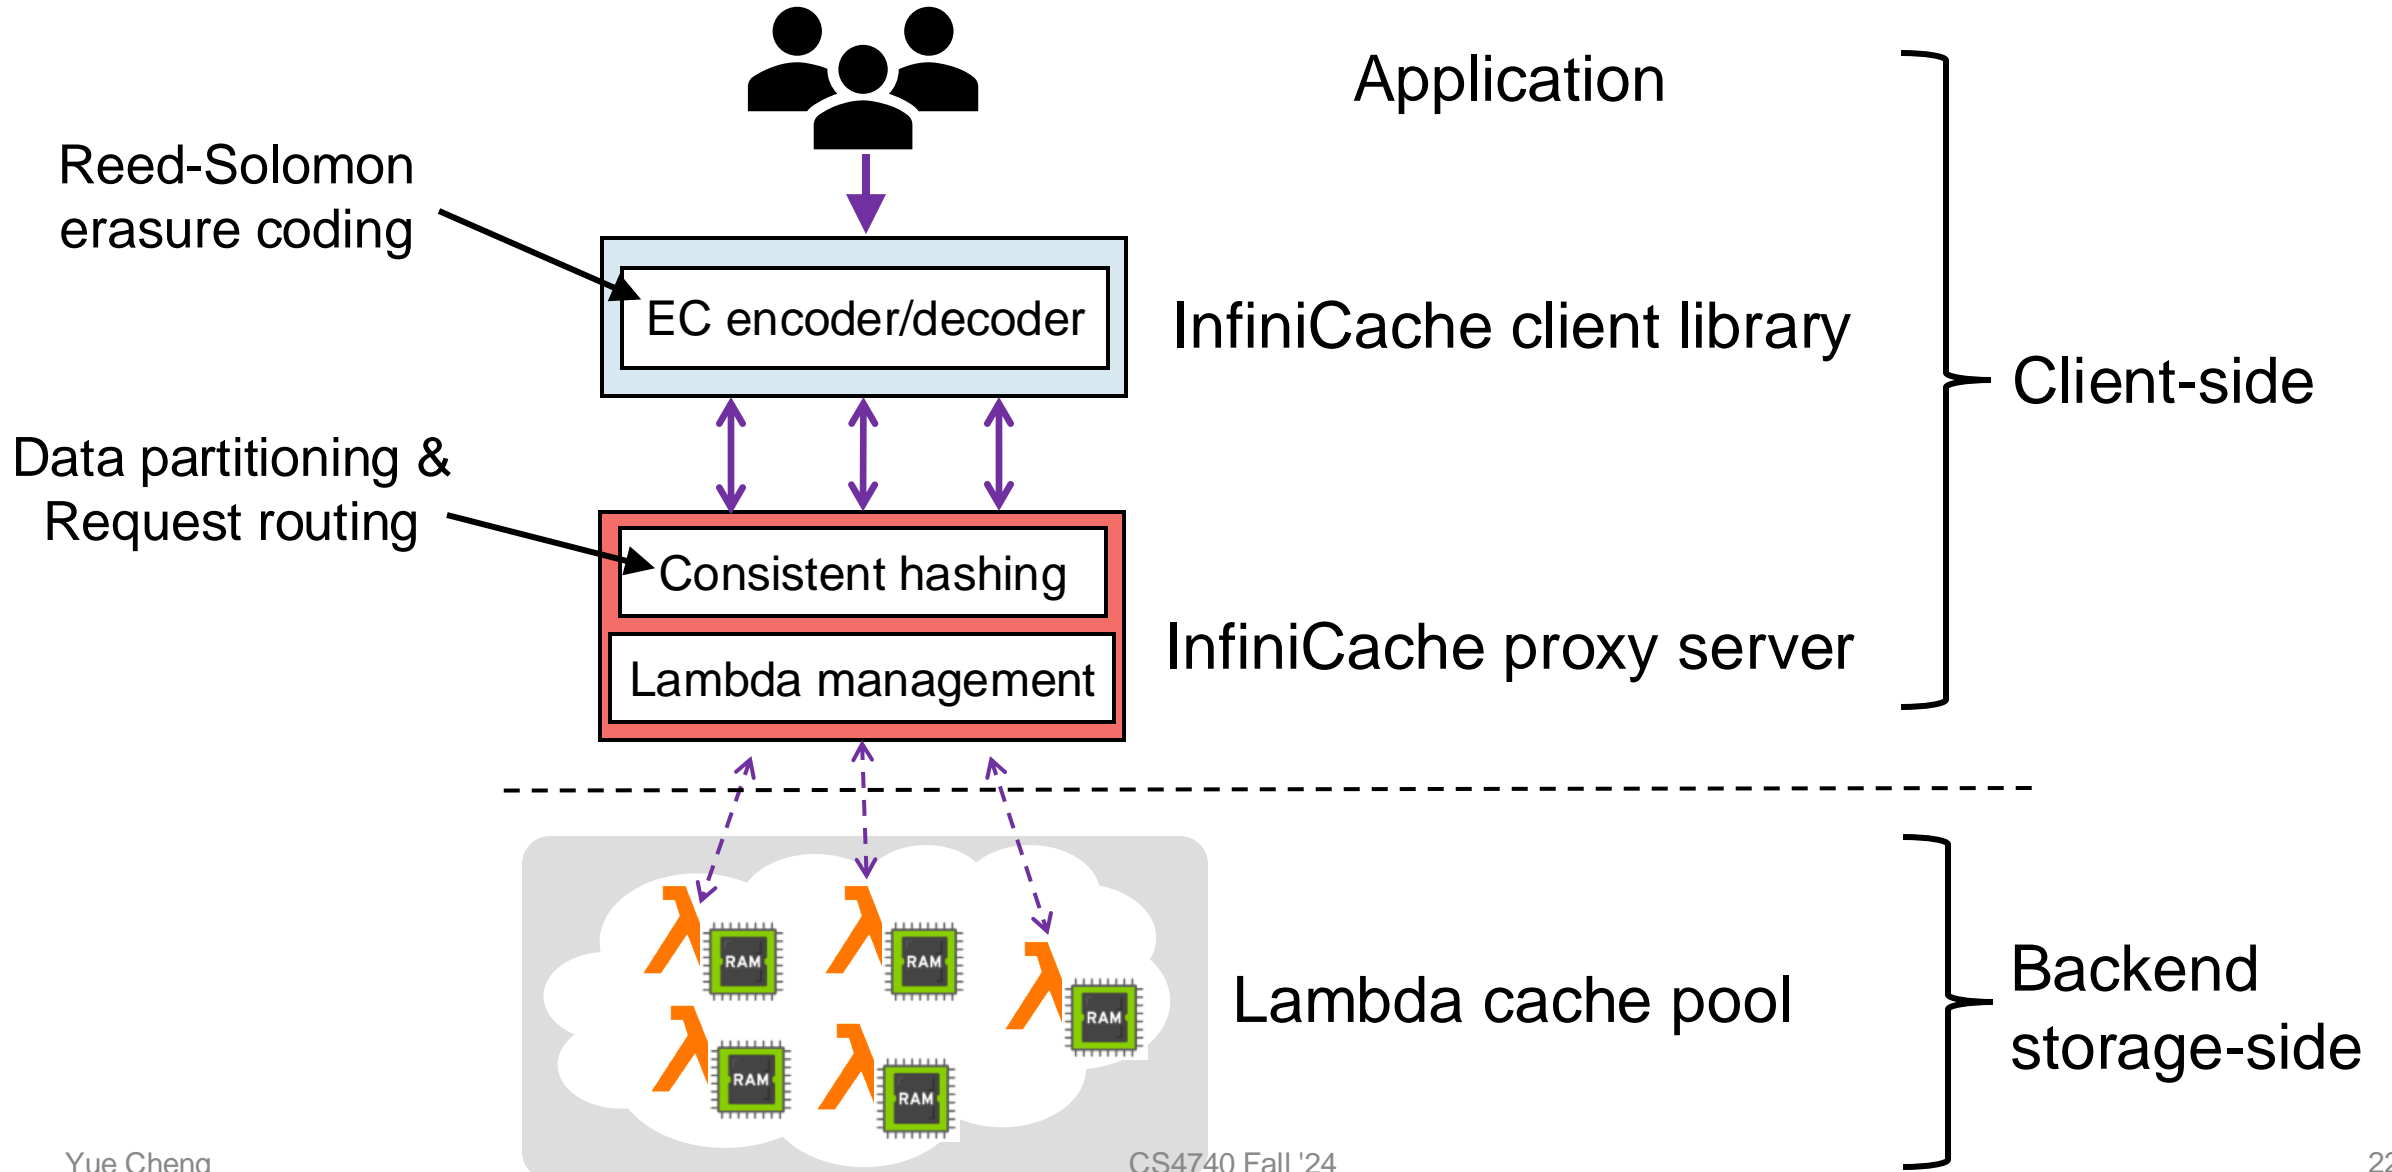 Application
Reed-Solomon
erasure coding
EC encoder/decoder
InfiniCache client library
Client-side
Data partitioning &
Request routing
Consistent hashing
InfiniCache proxy server
Lambda management
λ RAM
λ RAM
λ RAM
λ RAM
λ RAM
Lambda cache pool
Backend
storage-side
Yue Cheng
CS4740 Fall '24
22